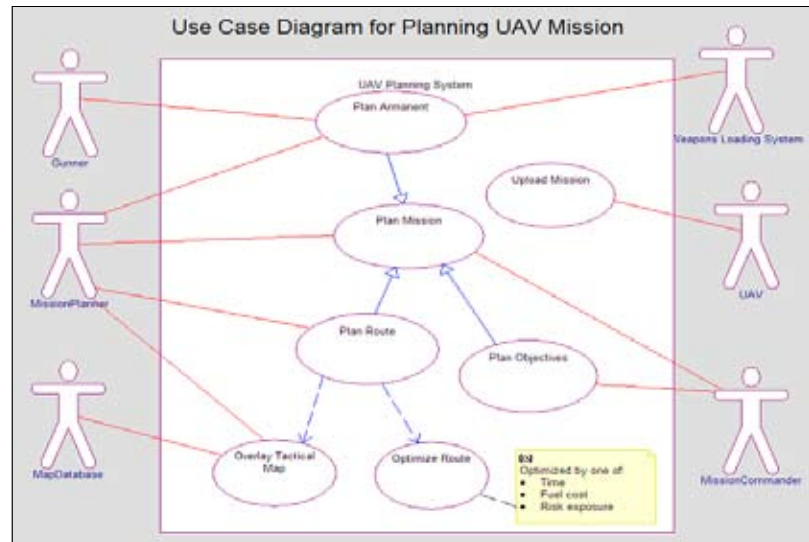 Use Case Diagram for Planning UAV Mission
UAV Planning System
Plan Armanent
Gunner
Weapons Loading System
Upload Mission
Plan Mission
MissionPlanner
UAV
Plan Route
Plan Objectives
MapDatabase
Overlay Tactical
Map
Optimize Route
Optimized by one of:
• Time
• Fuel cost
• Risk exposure
MissionCommander